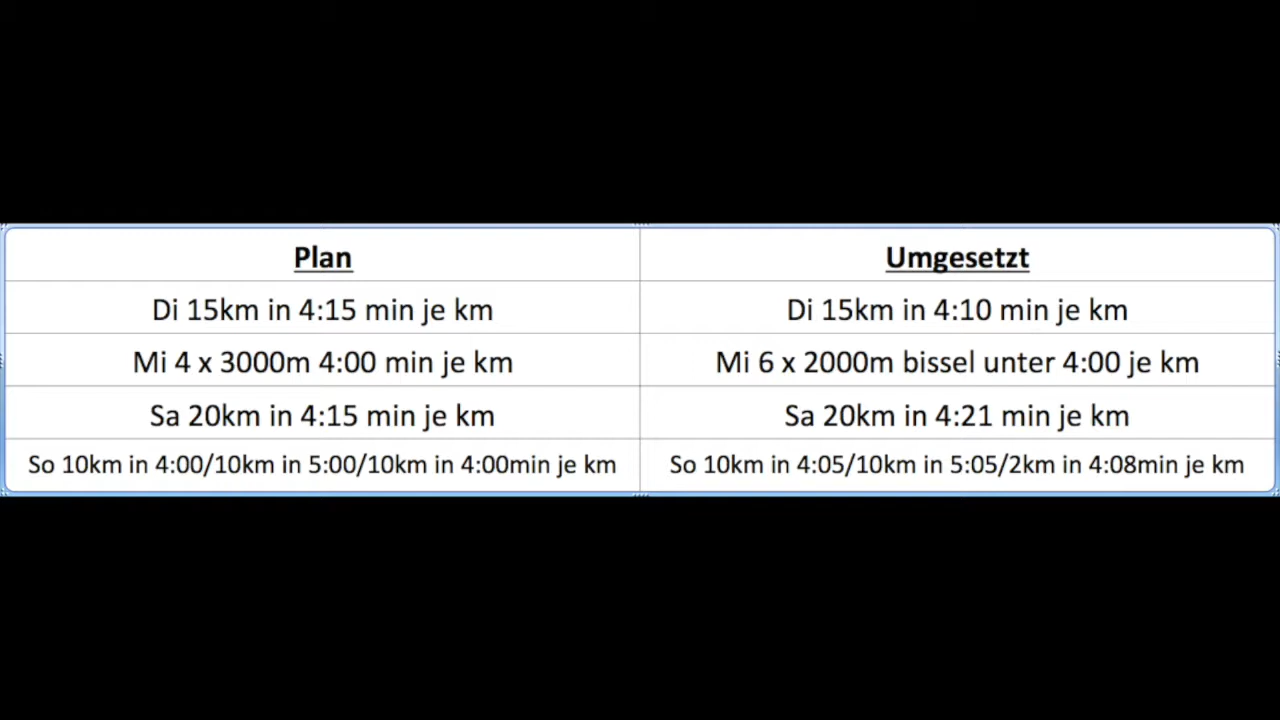 Plan
Umgesetzt
Di 15km in 4:15 min je km
Di 15km in 4:10 min je km
Mi 4 x 3000m 4:00 min je km
Mi 6 x 2000m bissel unter 4:00 je km
Sa 20km in 4:15 min je km
Sa 20km in 4:21 min je km
So 10km in 4:00/10km in 5:00/10km in 4:00min je km
So 10km in 4:05/10km in 5:05/2km in 4:08min je km